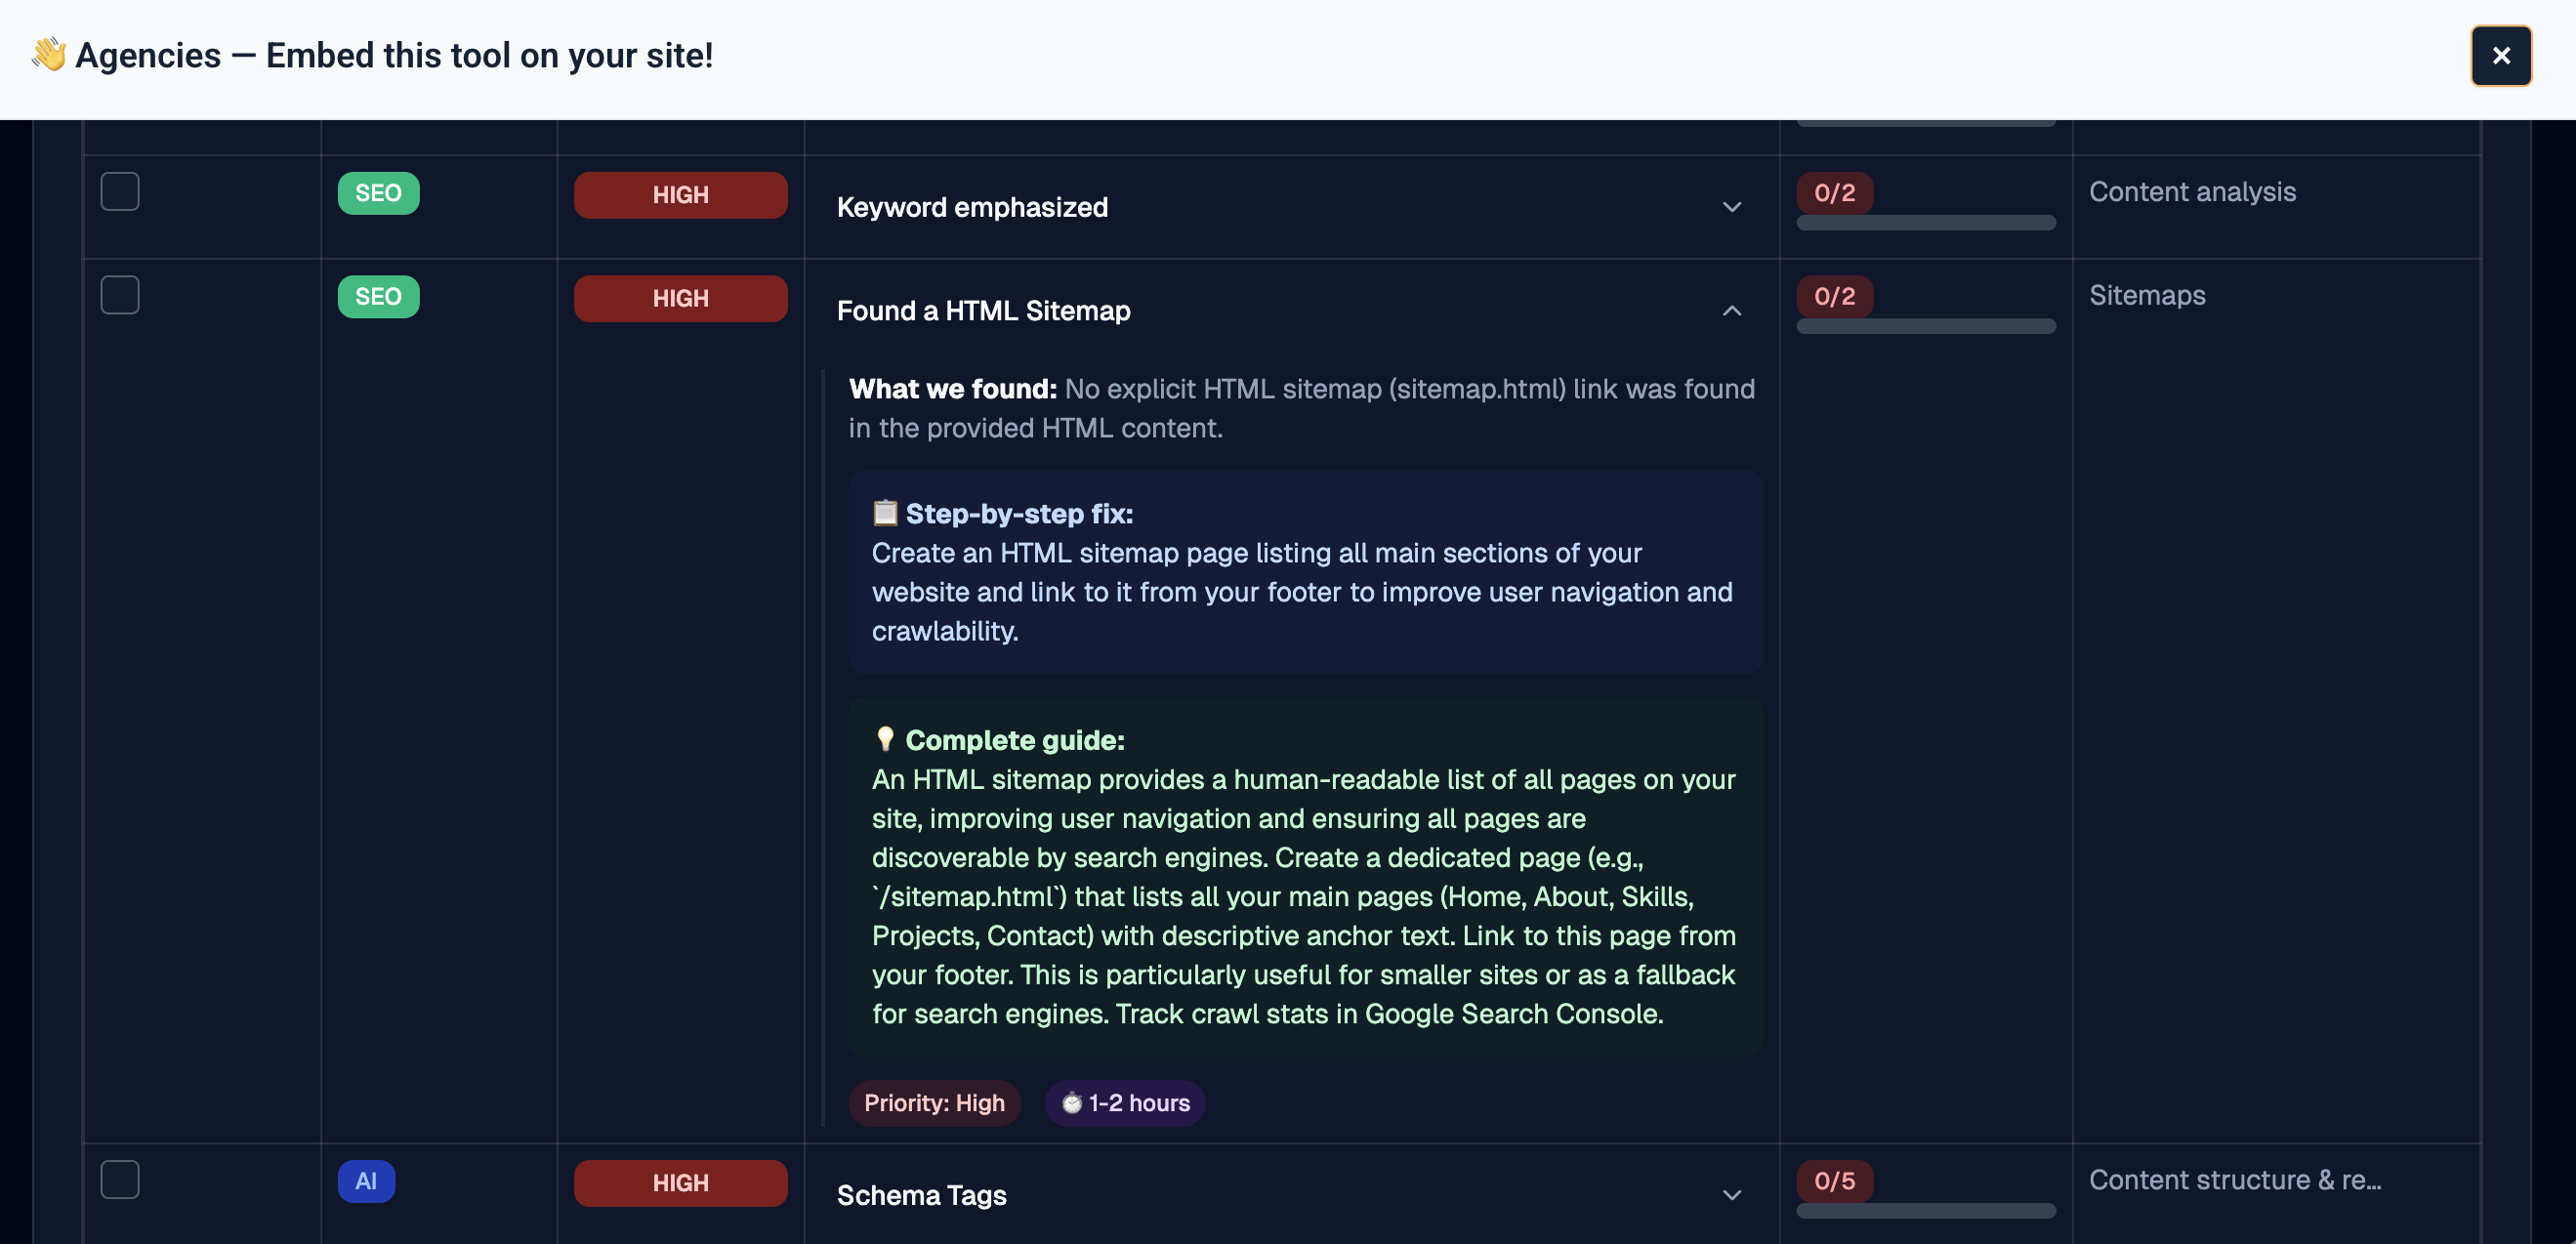 👋 Agencies — Embed this tool on your site!
SEO
HIGH
Keyword emphasized
0/2
Content analysis
SEO
HIGH
Found a HTML Sitemap
0/2
Sitemaps
What we found: No explicit HTML sitemap (sitemap.html) link was found
in the provided HTML content.
📋 Step-by-step fix:
Create an HTML sitemap page listing all main sections of your
website and link to it from your footer to improve user navigation and
crawlability.
💡 Complete guide:
An HTML sitemap provides a human-readable list of all pages on your
site, improving user navigation and ensuring all pages are
discoverable by search engines. Create a dedicated page (e.g.,
`/sitemap.html`) that lists all your main pages (Home, About, Skills,
Projects, Contact) with descriptive anchor text. Link to this page from
your footer. This is particularly useful for smaller sites or as a fallback
for search engines. Track crawl stats in Google Search Console.
Priority: High
⏱ 1-2 hours
AI
HIGH
Schema Tags
0/5
Content structure & re...